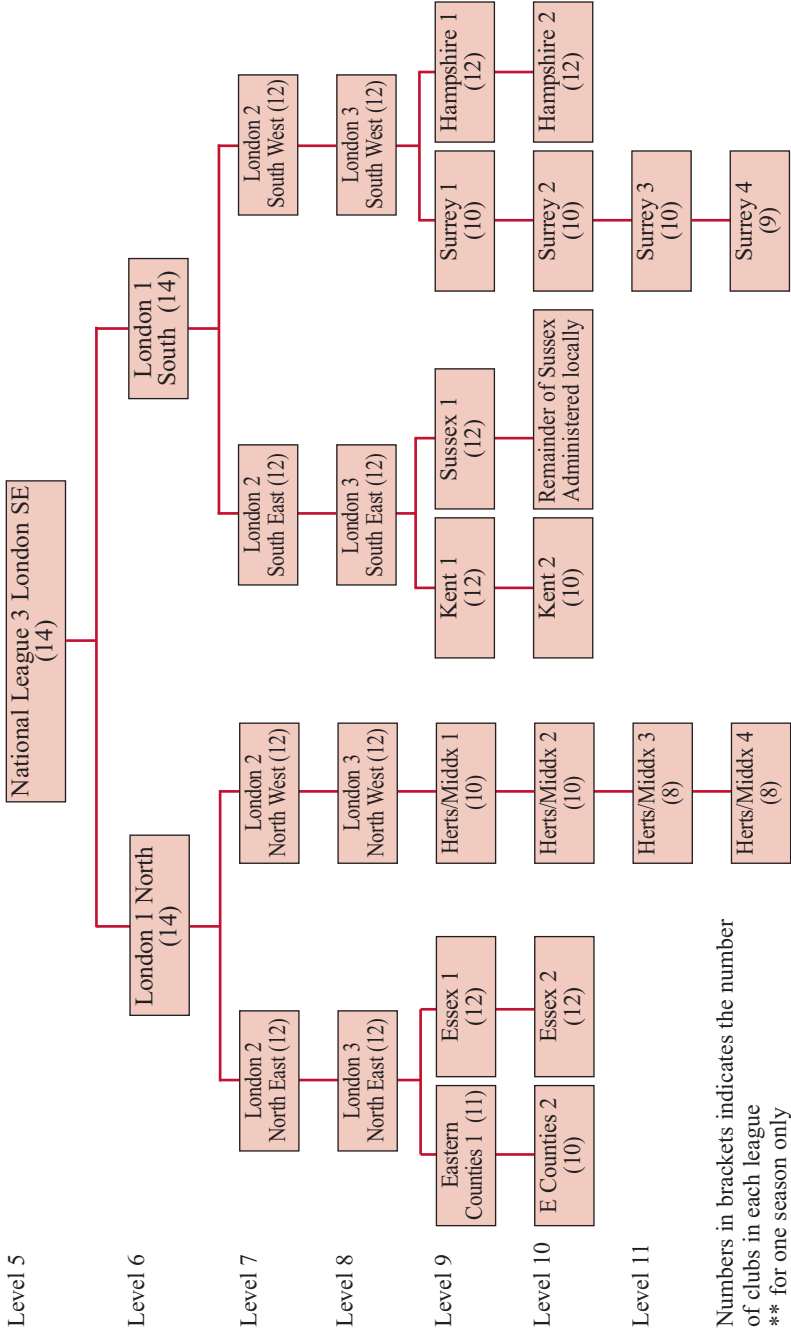 Level 5
National League 3 London SE
(14)
Level 6
London 1 North
(14)
London 1
South (14)
Level 7
London 2
North East (12)
London 2
North West (12)
London 2
South East (12)
London 2
South West (12)
Level 8
London 3
North East (12)
London 3
North West (12)
London 3
South East (12)
London 3
South West (12)
Level 9
Eastern
Counties 1 (11)
Essex 1
(12)
Herts/Middx 1
(10)
Kent 1
(12)
Sussex 1
(12)
Surrey 1
(10)
Hampshire 1
(12)
Level 10
E Counties 2
(10)
Essex 2
(12)
Herts/Middx 2
(10)
Kent 2
(10)
Remainder of Sussex
Administered locally
Surrey 2
(10)
Hampshire 2
(12)
Level 11
Herts/Middx 3
(8)
Surrey 3
(10)
Herts/Middx 4
(8)
Surrey 4
(9)
Numbers in brackets indicates the number
of clubs in each league
** for one season only